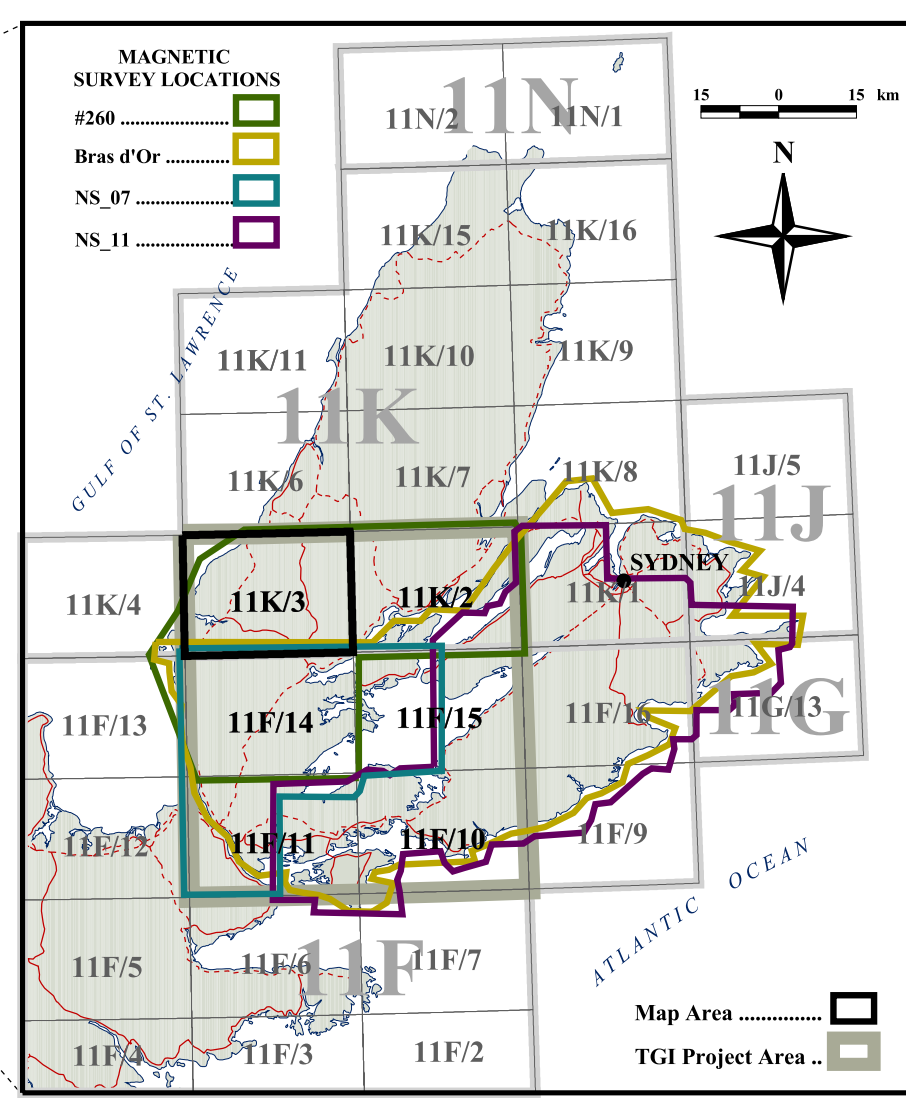 MAGNETIC
SURVEY LOCATIONS
#260 ......................
Bras d'Or .............
NS_07 ...................
NS_11 ....................
15 0 15 km
N
11N
11N/2 11N/1
11K/15 11K/16
GULF OF ST. LAWRENCE
11K/11 11K/10 11K/9
11K
11K/6 11K/7 11K/8 11J/5
11J
SYDNEY
11K/4 11K/3 11K/2 11K/1 11J/4
11F/13 11F/14 11F/15 11F/16 11G/13
11G
11F/12 11F/11 11F/10 11F/9
ATLANTIC OCEAN
11F
11F/5 11F/6 11F/7
11F/4 11F/3 11F/2
Map Area ................
TGI Project Area ..